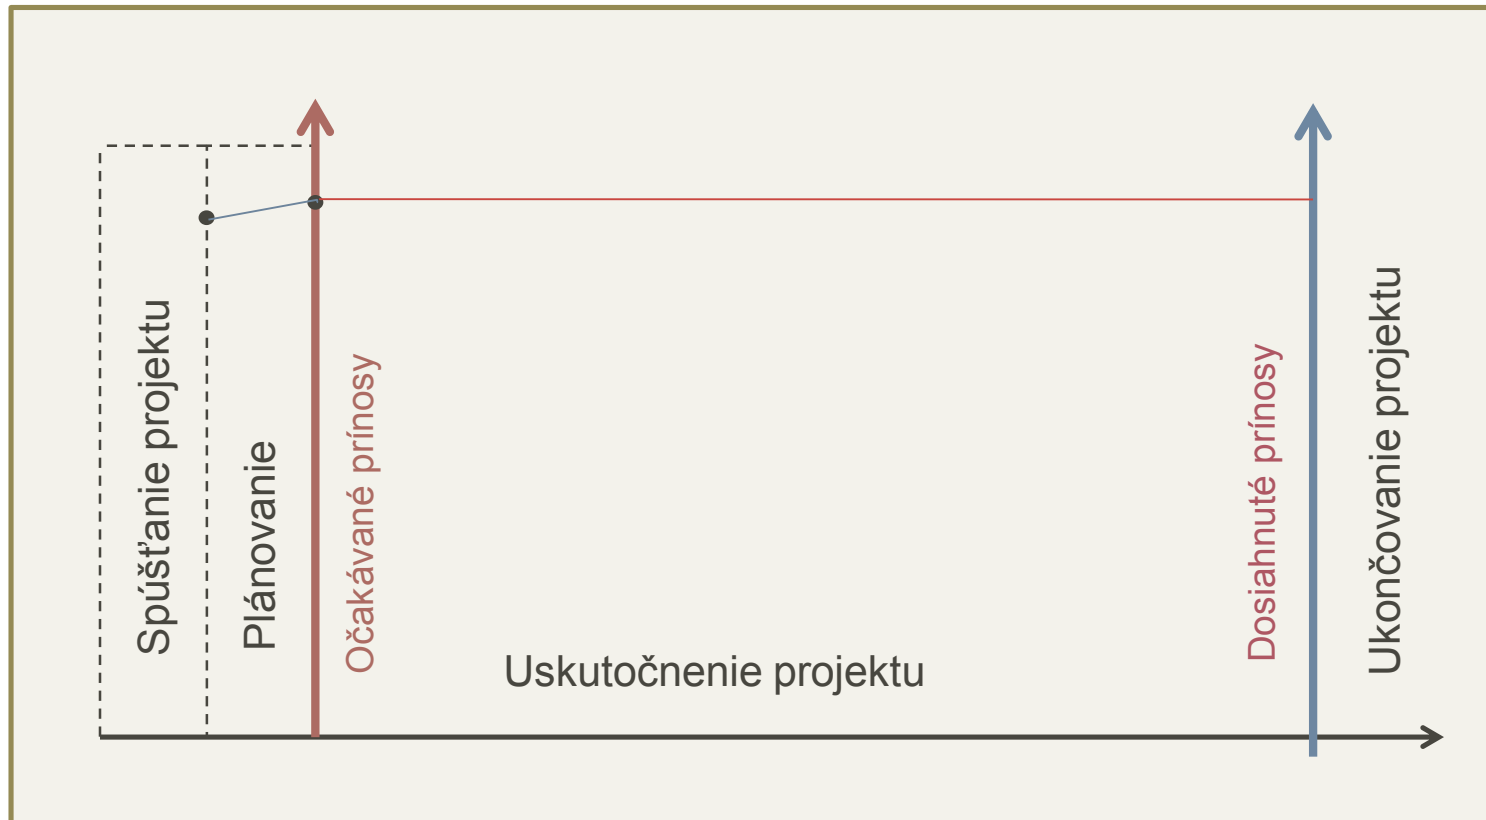 Spúšťanie projektu
Plánovanie
Očakávané prínosy
Uskutočnenie projektu
Dosiahnuté prínosy
Ukončovanie projektu